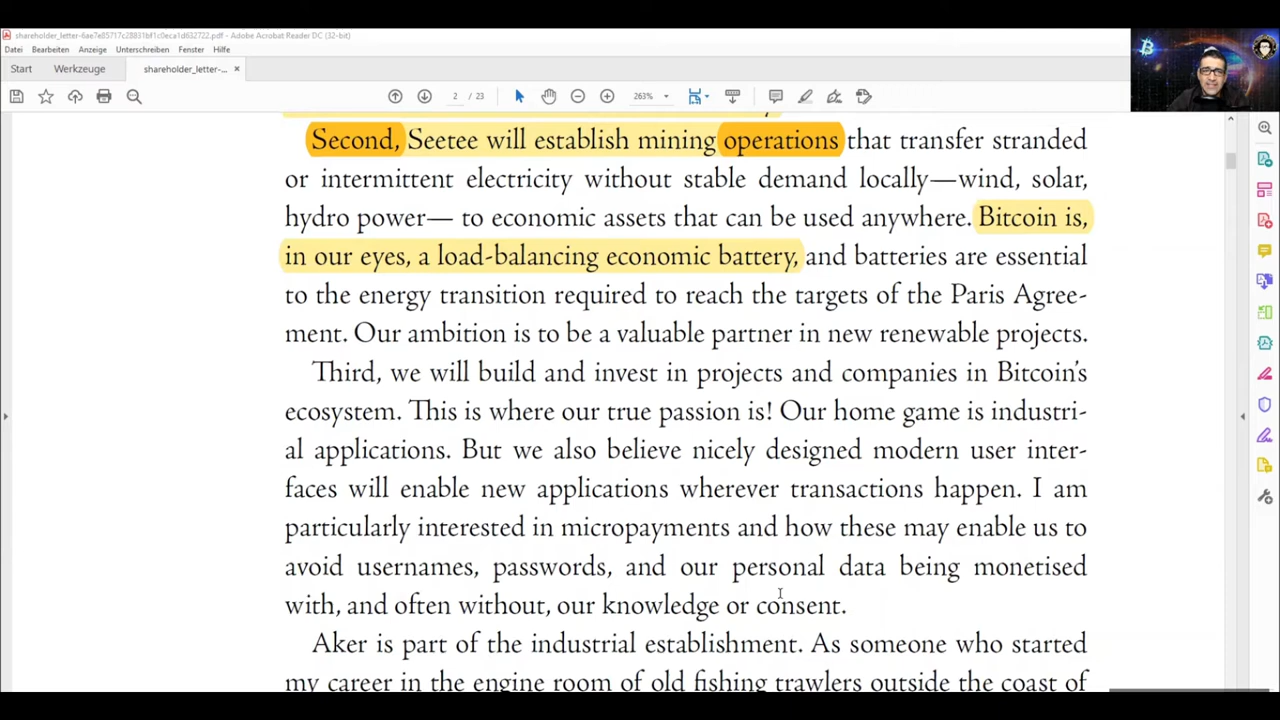 shareholder_letter-6ae7e85717c28831bf1c0eca1d632722.pdf - Adobe Acrobat Reader DC (32-bit)
Datei Bearbeiten Anzeige Unterschreiben Fenster Hilfe
Start Werkzeuge shareholder_letter-... ×
2 / 23 263%
Second, Seetee will establish mining operations that transfer stranded
or intermittent electricity without stable demand locally—wind, solar,
hydro power— to economic assets that can be used anywhere. Bitcoin is,
in our eyes, a load-balancing economic battery, and batteries are essential
to the energy transition required to reach the targets of the Paris Agree-
ment. Our ambition is to be a valuable partner in new renewable projects.
Third, we will build and invest in projects and companies in Bitcoin’s
ecosystem. This is where our true passion is! Our home game is industri-
al applications. But we also believe nicely designed modern user inter-
faces will enable new applications wherever transactions happen. I am
particularly interested in micropayments and how these may enable us to
avoid usernames, passwords, and our personal data being monetised
with, and often without, our knowledge or consent.
Aker is part of the industrial establishment. As someone who started
my career in the engine room of old fishing trawlers outside the coast of